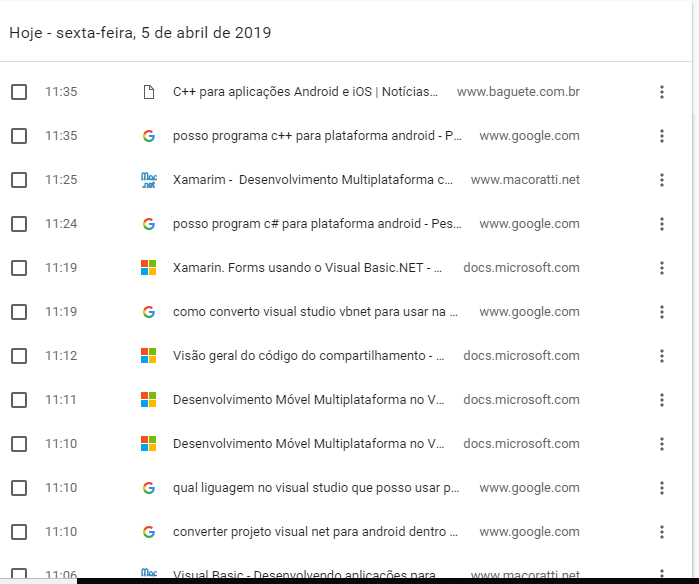 Hoje - sexta-feira, 5 de abril de 2019
11:35 C++ para aplicações Android e iOS | Notícias... www.baguete.com.br
11:35 posso programa c++ para plataforma android - P... www.google.com
11:25 Mac .net Xamarim - Desenvolvimento Multiplataforma c... www.macoratti.net
11:24 posso program c# para plataforma android - Pes... www.google.com
11:19 Xamarin. Forms usando o Visual Basic.NET - ... docs.microsoft.com
11:19 como converto visual studio vbnet para usar na ... www.google.com
11:12 Visão geral do código do compartilhamento - ... docs.microsoft.com
11:11 Desenvolvimento Móvel Multiplataforma no V... docs.microsoft.com
11:10 Desenvolvimento Móvel Multiplataforma no V... docs.microsoft.com
11:10 qual liguagem no visual studio que posso usar p... www.google.com
11:10 converter projeto visual net para android dentro ... www.google.com
11:06 Mac Visual Basic - Desenvolvendo aplicações para www.macoratti.net